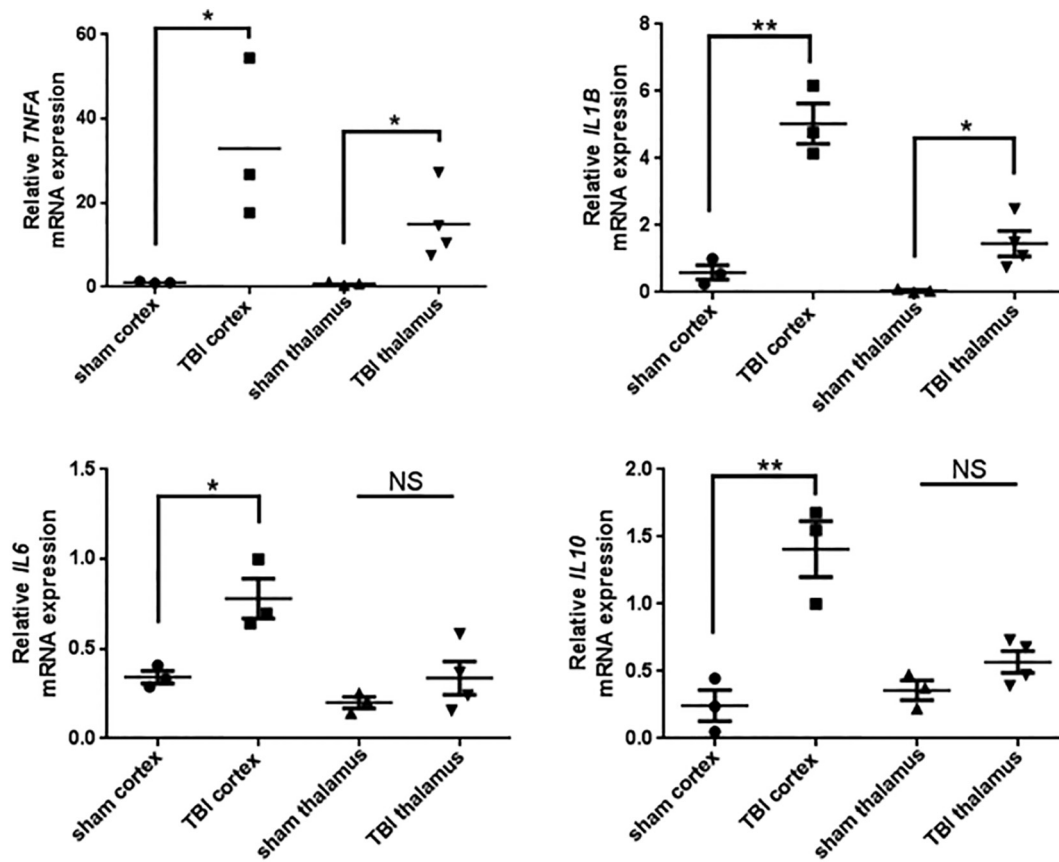 Relative TNFA
mRNA expression
60
40
20
0
*
*
sham cortex
TBI cortex
sham thalamus
TBI thalamus
Relative IL1B
mRNA expression
8
6
4
2
0
**
*
sham cortex
TBI cortex
sham thalamus
TBI thalamus
Relative IL6
mRNA expression
1.5
1.0
0.5
0.0
*
NS
sham cortex
TBI cortex
sham thalamus
TBI thalamus
Relative IL10
mRNA expression
2.0
1.5
1.0
0.5
0.0
**
NS
sham cortex
TBI cortex
sham thalamus
TBI thalamus